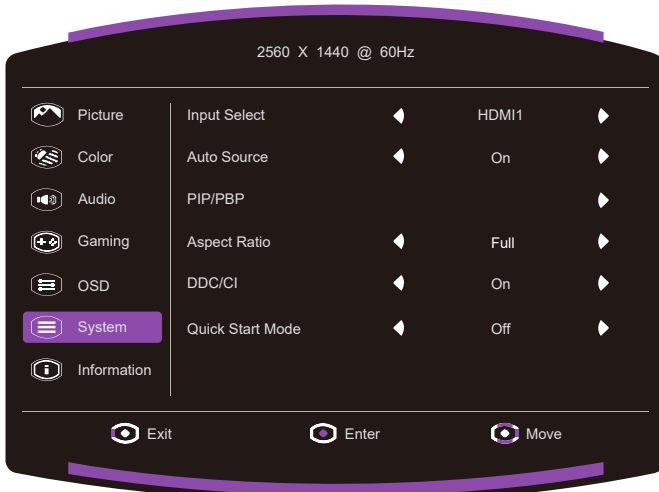 2560 X 1440 @ 60Hz
Picture
Input Select HDMI1
Color
Auto Source On
Audio
PIP/PBP
Gaming
Aspect Ratio Full
OSD
DDC/CI On
System
Quick Start Mode Off
Information
Exit Enter Move